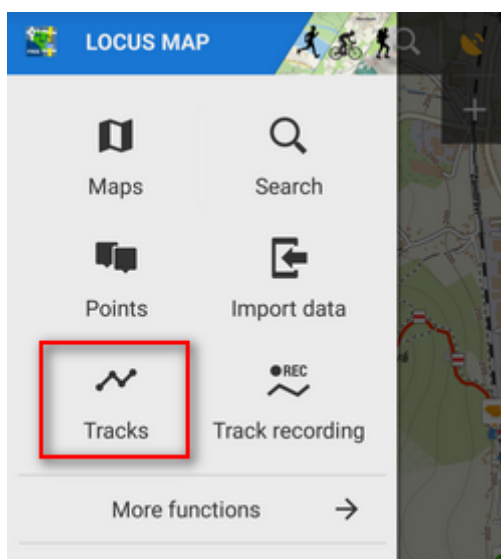 LOCUS MAP
Maps
Search
Points
Import data
Tracks
REC
Track recording
More functions